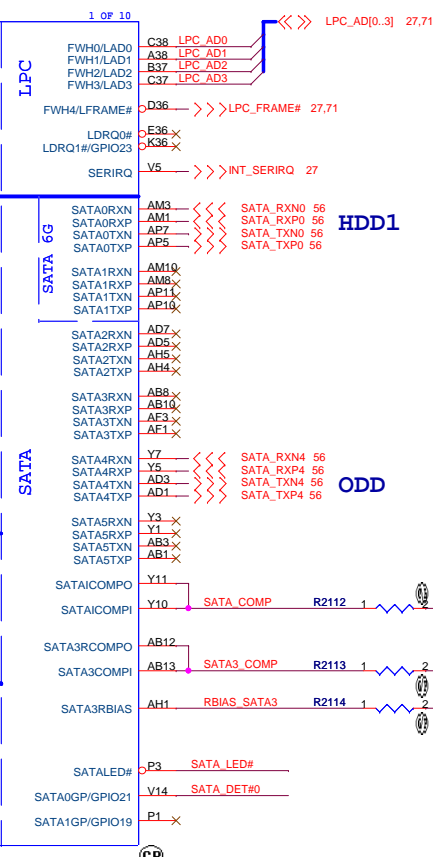 1 OF 10
LPC_AD[0..3] 27,71
LPC
FWH0/LAD0 C38 LPC_AD0
FWH1/LAD1 A38 LPC_AD1
FWH2/LAD2 B37 LPC_AD2
FWH3/LAD3 C37 LPC_AD3
FWH4/LFRAME# D36 LPC_FRAME# 27,71
LDRQ0# E36
LDRQ1#/GPIO23 K36
SERIRQ V5 INT_SERIRQ 27
SATA 6G
SATA0RXN AM3 SATA_RXN0 56
SATA0RXP AM1 SATA_RXP0 56
SATA0TXN AP7 SATA_TXN0 56
SATA0TXP AP5 SATA_TXP0 56
HDD1
SATA1RXN AM10
SATA1RXP AM8
SATA1TXN AP11
SATA1TXP AP10
SATA
SATA2RXN AD7
SATA2RXP AD5
SATA2TXN AH5
SATA2TXP AH4
SATA3RXN AB8
SATA3RXP AB10
SATA3TXN AF3
SATA3TXP AF1
SATA4RXN Y7 SATA_RXN4 56
SATA4RXP Y5 SATA_RXP4 56
SATA4TXN AD3 SATA_TXN4 56
SATA4TXP AD1 SATA_TXP4 56
ODD
SATA5RXN Y3
SATA5RXP Y1
SATA5TXN AB3
SATA5TXP AB1
SATAICOMPO Y11
SATAICOMPI Y10 SATA_COMP R2112 1 2
SATA3RCOMPO AB12
SATA3COMPI AB13 SATA3_COMP R2113 1 2
SATA3RBIAS AH1 RBIAS_SATA3 R2114 1 2
SATALED# P3 SATA_LED#
SATA0GP/GPIO21 V14 SATA_DET#0
SATA1GP/GPIO19 P1